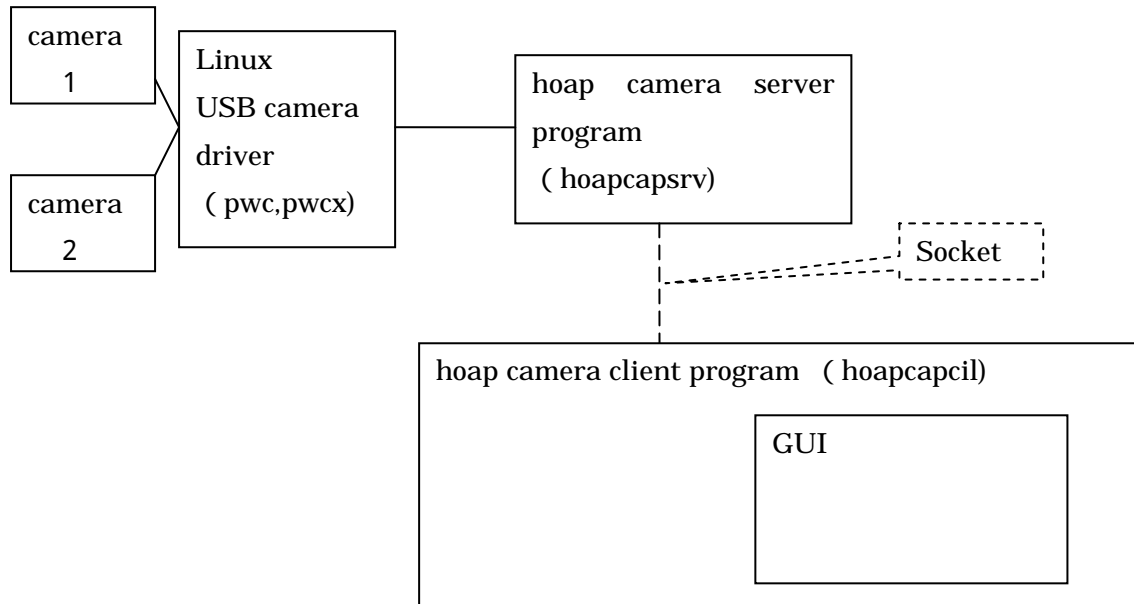 camera
1
camera
2
Linux
USB camera
driver
( pwc,pwcx)
hoap camera server
program
( hoapcapsrv)
Socket
hoap camera client program ( hoapcapcil)
GUI